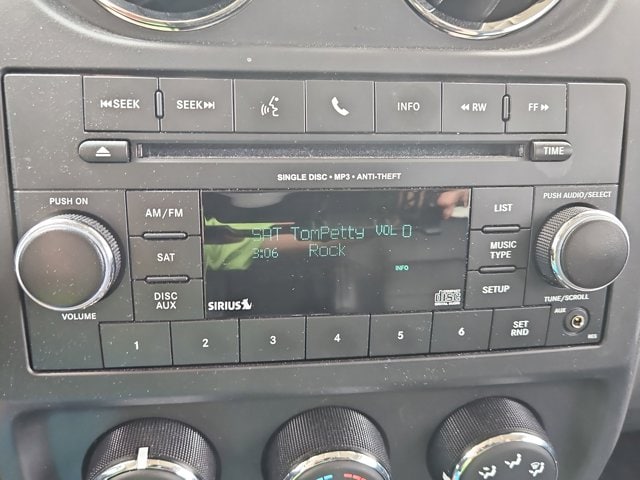 SEEK
SEEK
INFO
RW
FF
TIME
SINGLE DISC • MP3 • ANTI-THEFT
PUSH ON
AM/FM
SAT
DISC AUX
VOLUME
SAT TomPetty VOL 0
3:06 Rock
INFO
SIRIUS
LIST
MUSIC TYPE
SETUP
PUSH AUDIO/SELECT
TUNE/SCROLL
AUX
1
2
3
4
5
6
SET RND